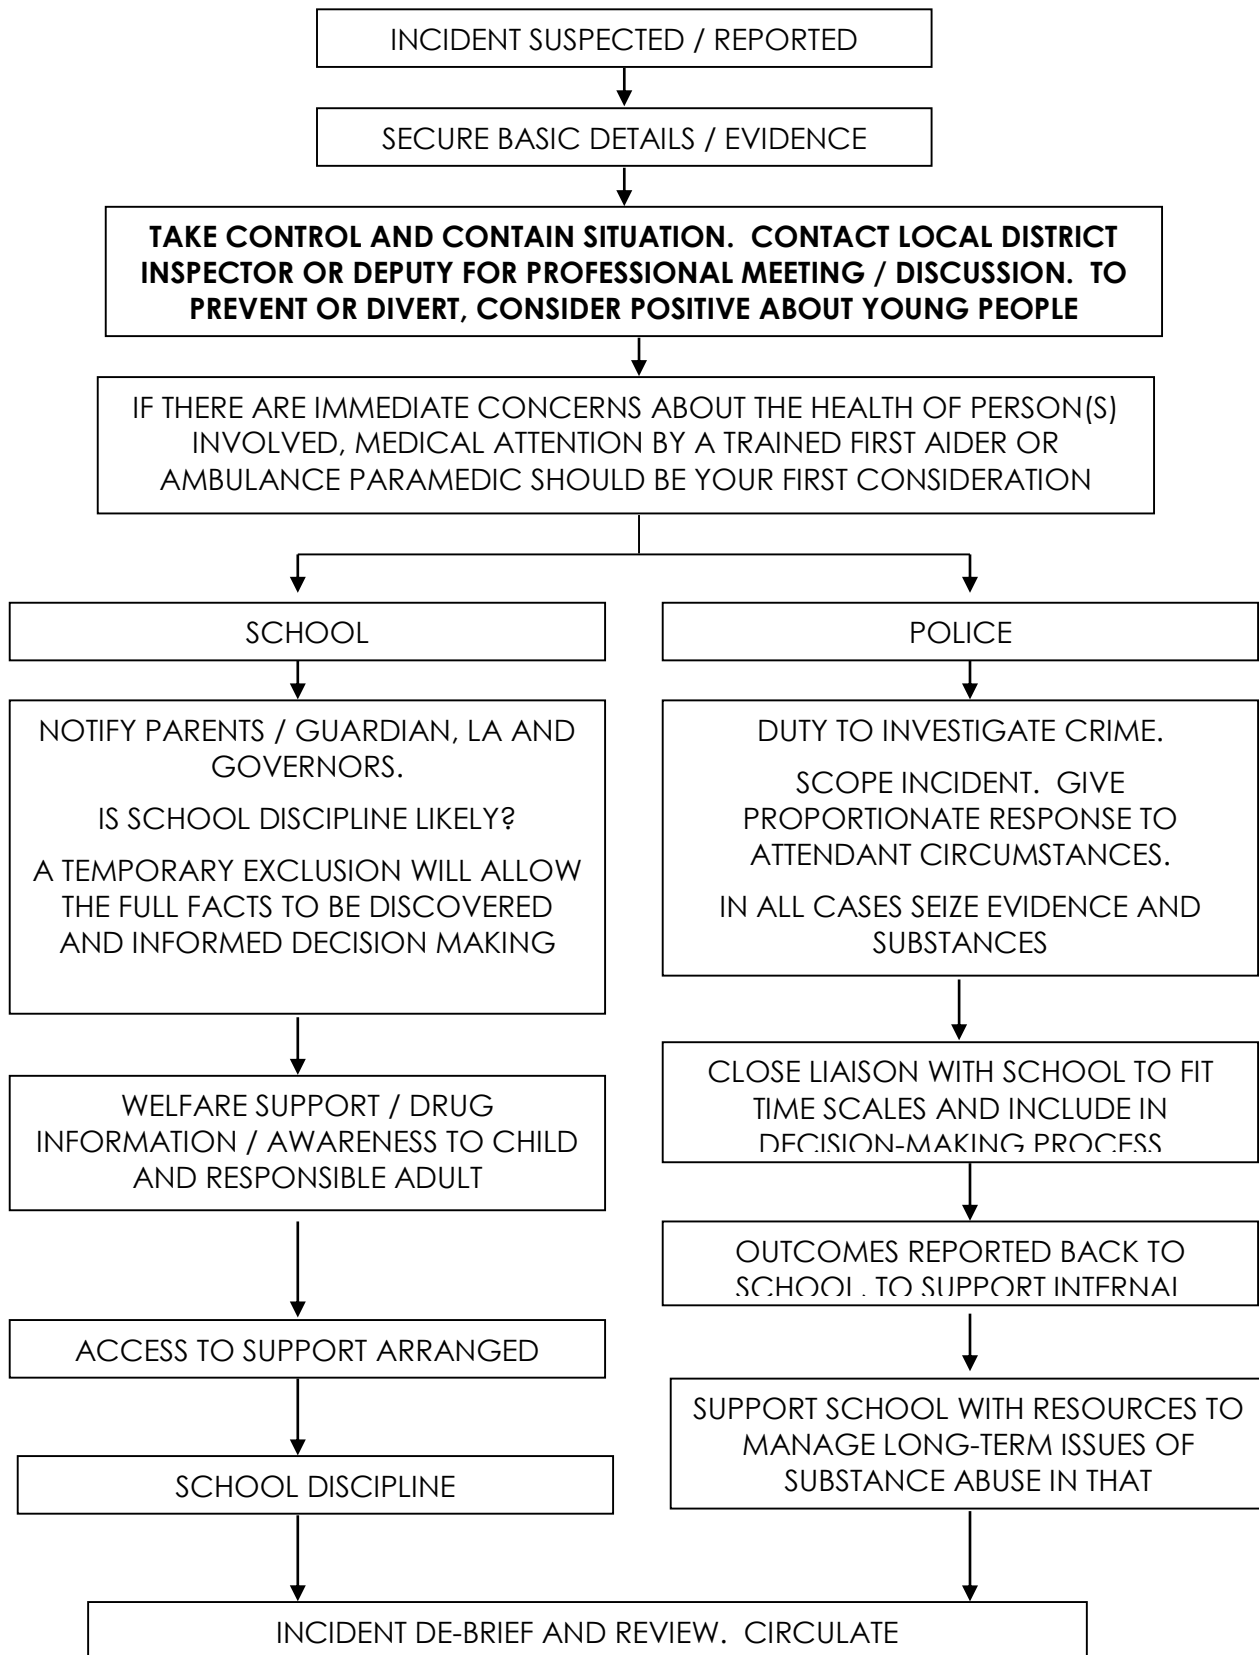 INCIDENT SUSPECTED / REPORTED
SECURE BASIC DETAILS / EVIDENCE
TAKE CONTROL AND CONTAIN SITUATION.  CONTACT LOCAL DISTRICT
INSPECTOR OR DEPUTY FOR PROFESSIONAL MEETING / DISCUSSION.  TO
PREVENT OR DIVERT, CONSIDER POSITIVE ABOUT YOUNG PEOPLE
IF THERE ARE IMMEDIATE CONCERNS ABOUT THE HEALTH OF PERSON(S)
INVOLVED, MEDICAL ATTENTION BY A TRAINED FIRST AIDER OR
AMBULANCE PARAMEDIC SHOULD BE YOUR FIRST CONSIDERATION
SCHOOL
NOTIFY PARENTS / GUARDIAN, LA AND
GOVERNORS.
IS SCHOOL DISCIPLINE LIKELY?
A TEMPORARY EXCLUSION WILL ALLOW
THE FULL FACTS TO BE DISCOVERED
AND INFORMED DECISION MAKING
WELFARE SUPPORT / DRUG
INFORMATION / AWARENESS TO CHILD
AND RESPONSIBLE ADULT
ACCESS TO SUPPORT ARRANGED
SCHOOL DISCIPLINE
POLICE
DUTY TO INVESTIGATE CRIME.
SCOPE INCIDENT.  GIVE
PROPORTIONATE RESPONSE TO
ATTENDANT CIRCUMSTANCES.
IN ALL CASES SEIZE EVIDENCE AND
SUBSTANCES
CLOSE LIAISON WITH SCHOOL TO FIT
TIME SCALES AND INCLUDE IN
DECISION-MAKING PROCESS
OUTCOMES REPORTED BACK TO
SCHOOL, TO SUPPORT INTERNAL
SUPPORT SCHOOL WITH RESOURCES TO
MANAGE LONG-TERM ISSUES OF
SUBSTANCE ABUSE IN THAT
INCIDENT DE-BRIEF AND REVIEW.  CIRCULATE